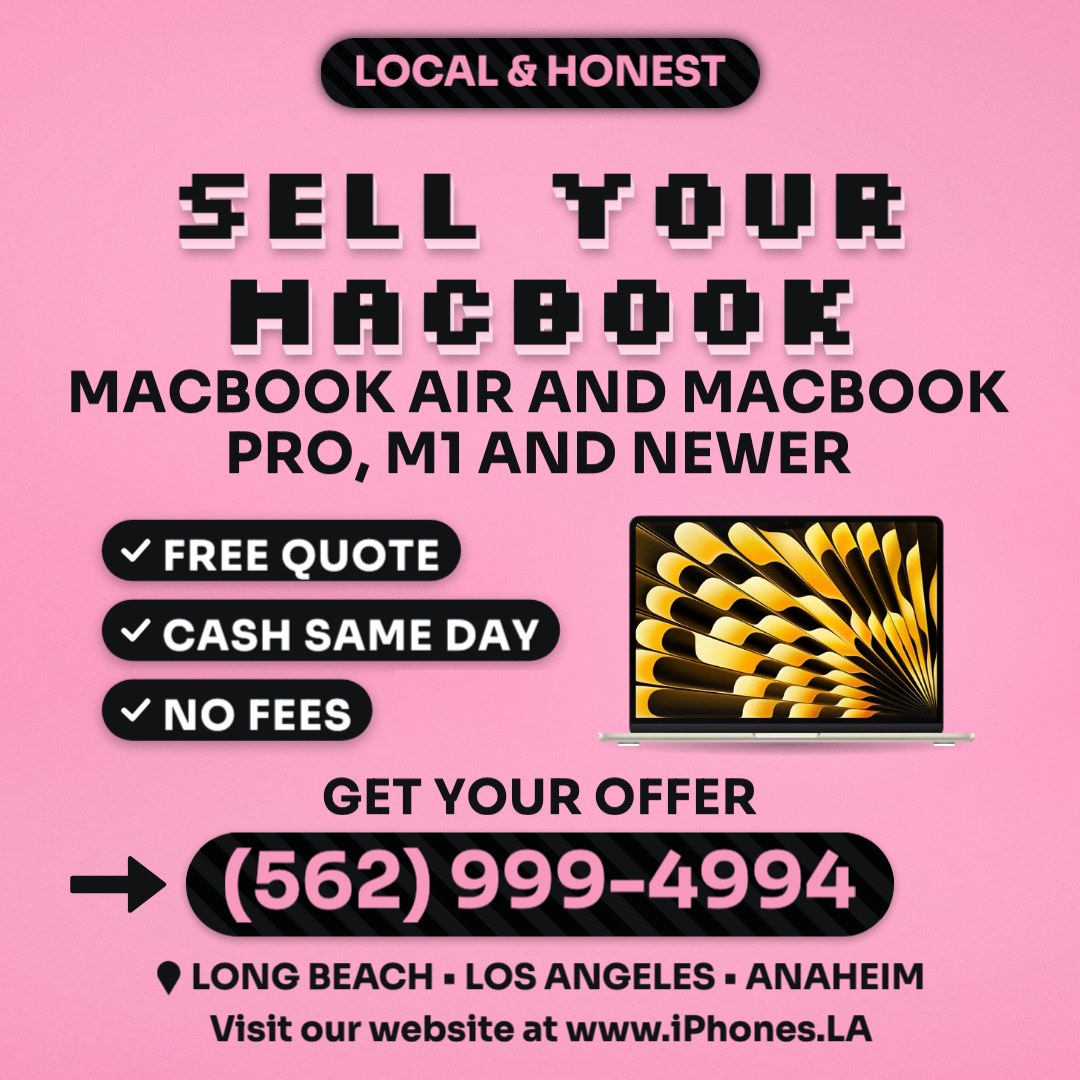 LOCAL & HONEST
SELL YOUR
MACBOOK
MACBOOK AIR AND MACBOOK
PRO, M1 AND NEWER
✓ FREE QUOTE
✓ CASH SAME DAY
✓ NO FEES
GET YOUR OFFER
(562) 999-4994
LONG BEACH ▪ LOS ANGELES ▪ ANAHEIM
Visit our website at www.iPhones.LA